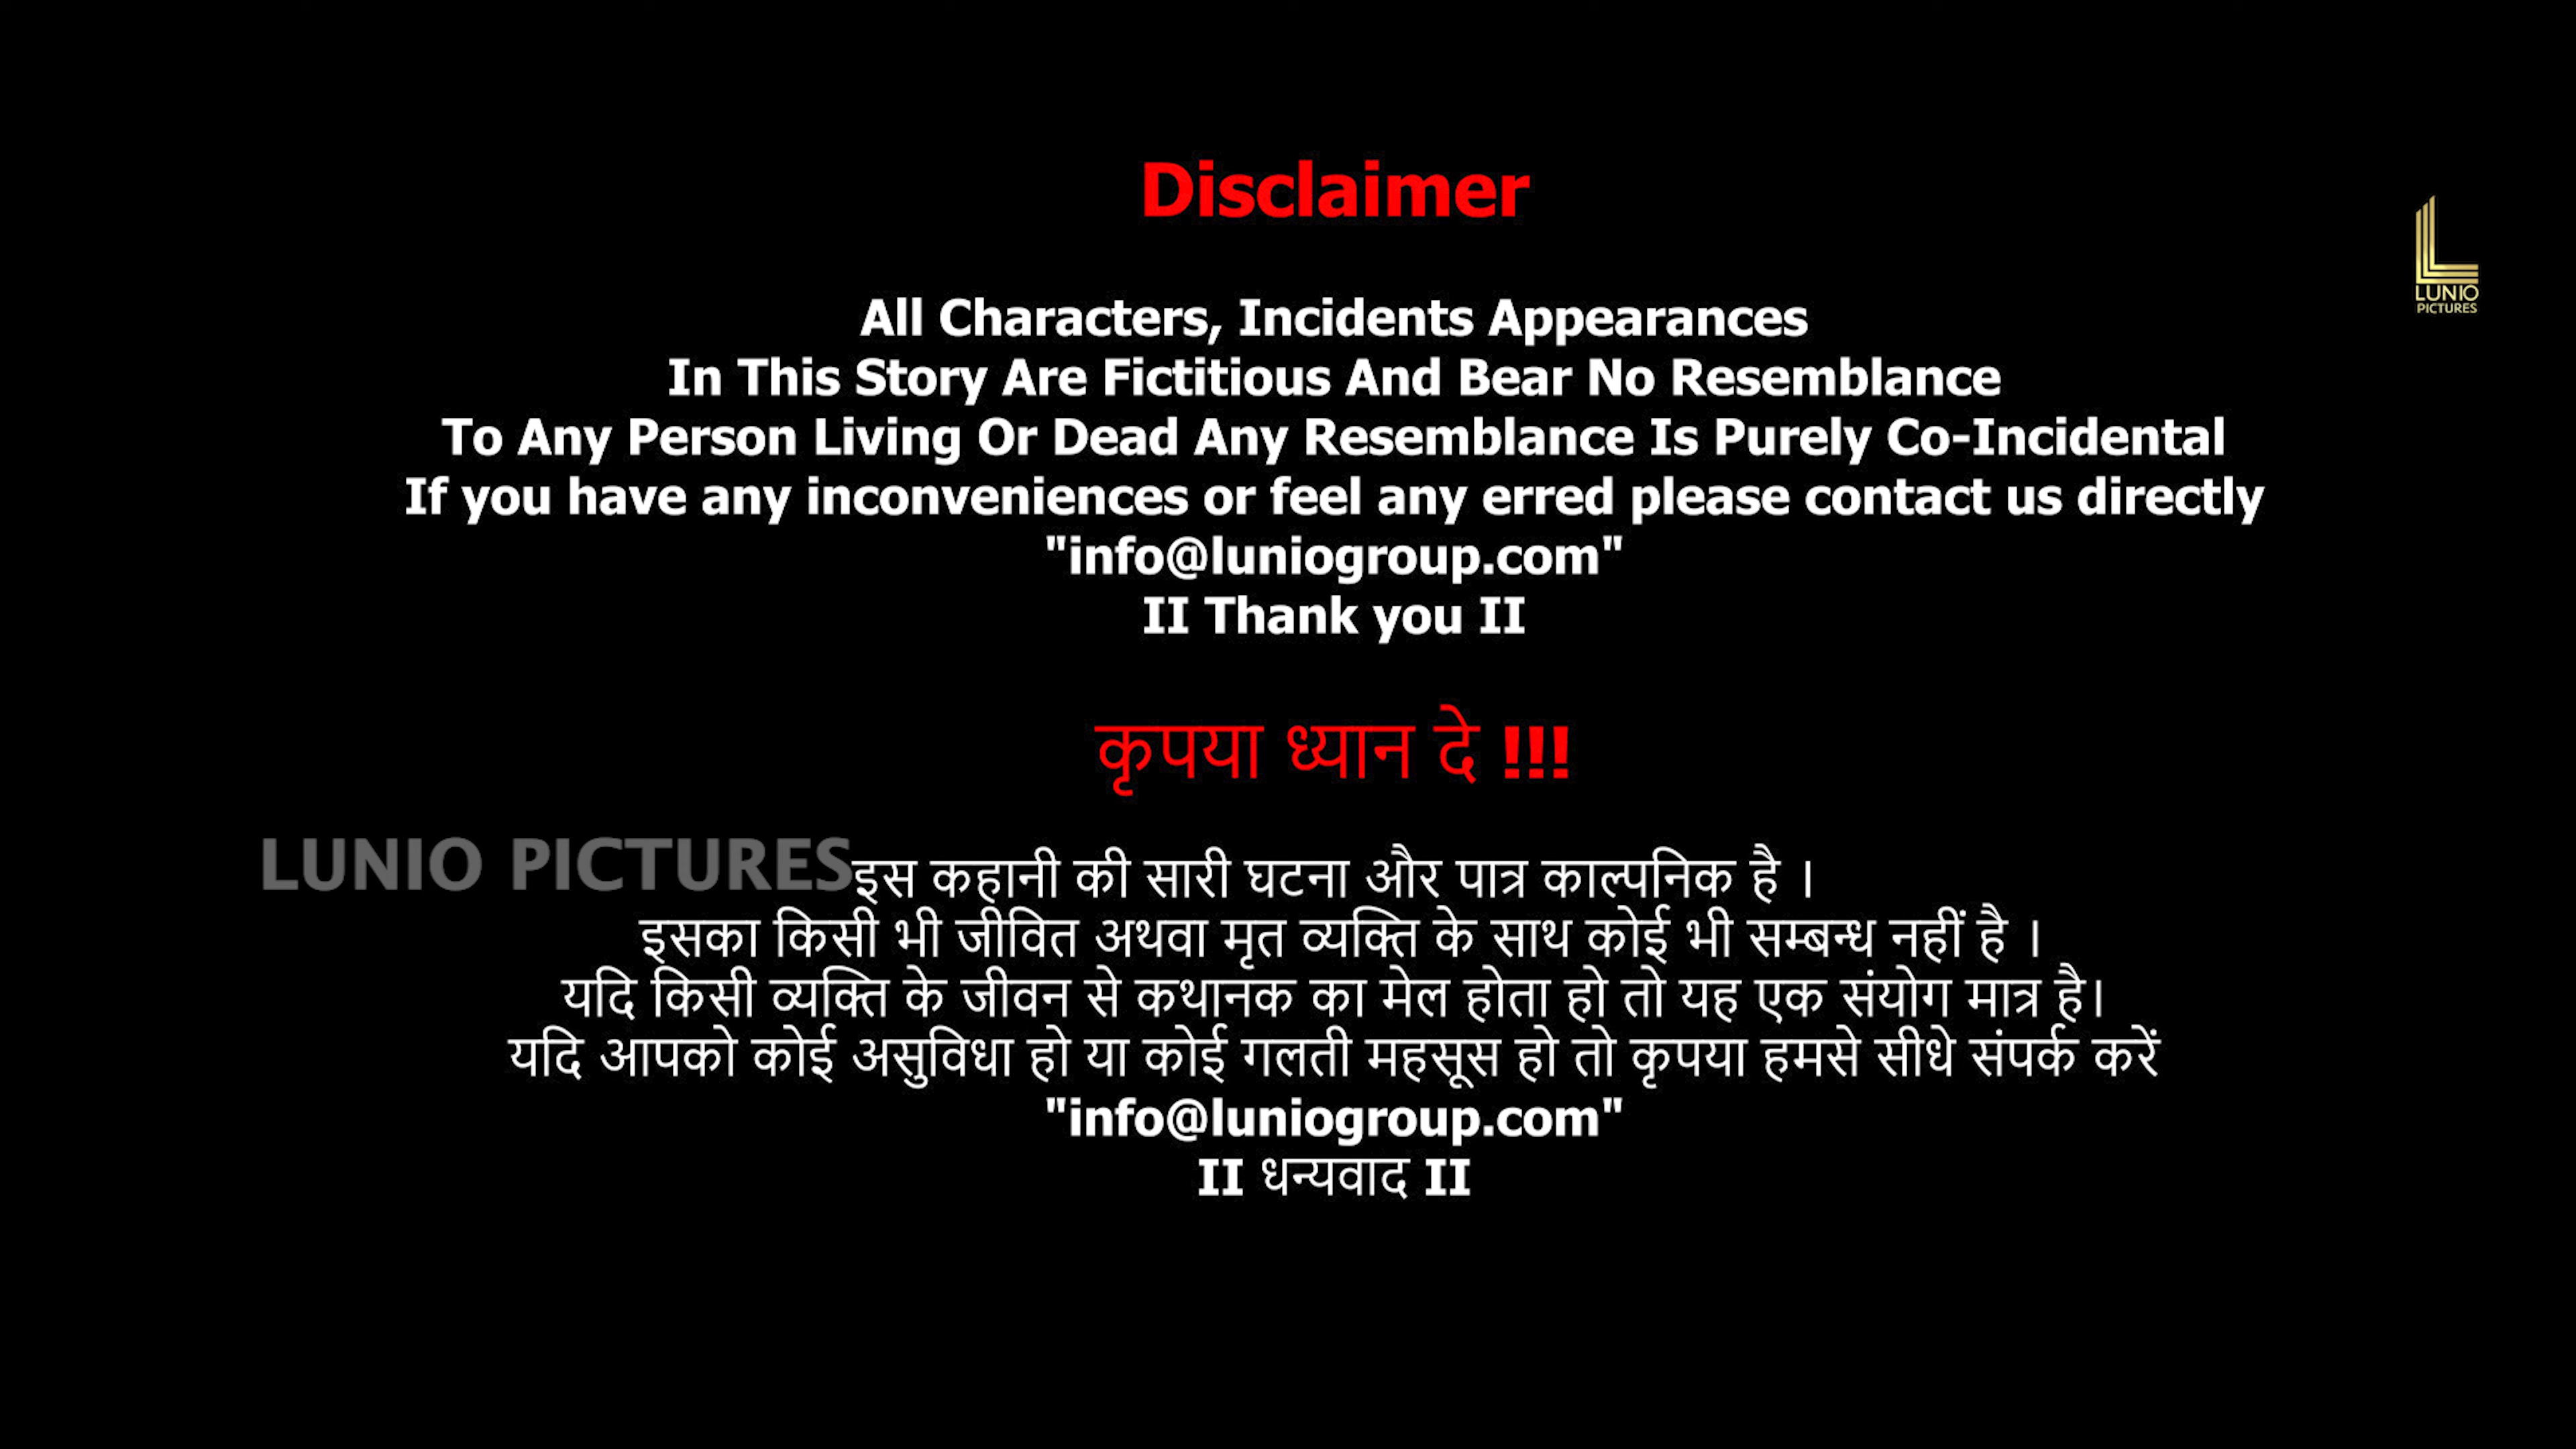 Disclaimer
LUNIO
PICTURES
All Characters, Incidents Appearances
In This Story Are Fictitious And Bear No Resemblance
To Any Person Living Or Dead Any Resemblance Is Purely Co-Incidental
If you have any inconveniences or feel any erred please contact us directly
"info@luniogroup.com"
II Thank you II
कृपया ध्यान दे !!!
LUNIO PICTURES
इस कहानी की सारी घटना और पात्र काल्पनिक है ।
इसका किसी भी जीवित अथवा मृत व्यक्ति के साथ कोई भी सम्बन्ध नहीं है ।
यदि किसी व्यक्ति के जीवन से कथानक का मेल होता हो तो यह एक संयोग मात्र है।
यदि आपको कोई असुविधा हो या कोई गलती महसूस हो तो कृपया हमसे सीधे संपर्क करें
"info@luniogroup.com"
II धन्यवाद II